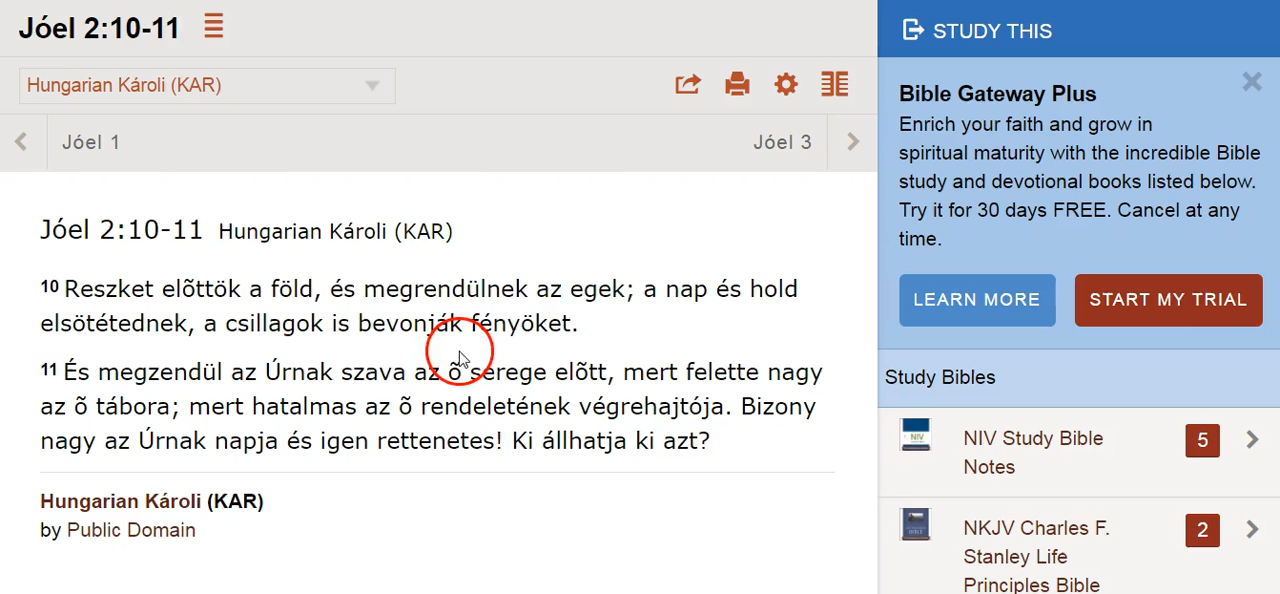 Jóel 2:10-11
Hungarian Károli (KAR)
Jóel 1
Jóel 3
Jóel 2:10-11 Hungarian Károli (KAR)
10 Reszket elõttök a föld, és megrendülnek az egek; a nap és hold
elsötétednek, a csillagok is bevonják fényöket.
11 És megzendül az Úrnak szava az õ serege elõtt, mert felette nagy
az õ tábora; mert hatalmas az õ rendeletének végrehajtója. Bizony
nagy az Úrnak napja és igen rettenetes! Ki állhatja ki azt?
Hungarian Károli (KAR)
by Public Domain
STUDY THIS
Bible Gateway Plus
Enrich your faith and grow in
spiritual maturity with the incredible Bible
study and devotional books listed below.
Try it for 30 days FREE. Cancel at any
time.
LEARN MORE
START MY TRIAL
Study Bibles
NIV
NIV Study Bible
Notes
5
NKJV Charles F.
Stanley Life
Principles Bible
2